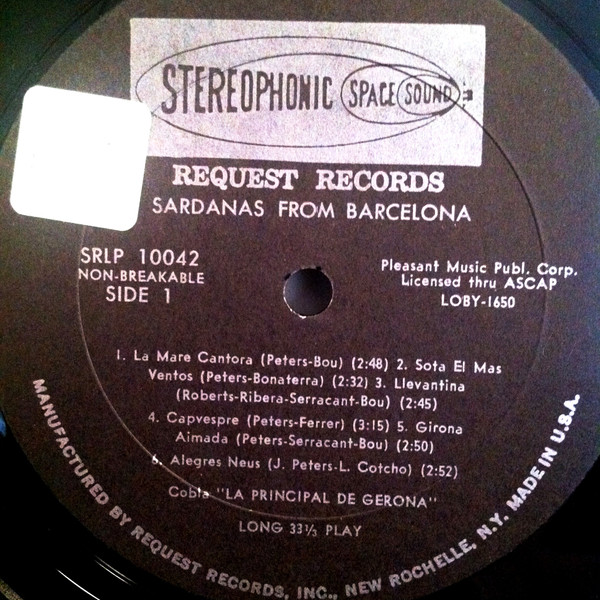 STEREOPHONIC SPACE SOUND
REQUEST RECORDS
SARDANAS FROM BARCELONA
SRLP 10042
NON-BREAKABLE
SIDE 1
Pleasant Music Publ. Corp.
Licensed thru ASCAP
LOBY-1650
1. La Mare Cantora (Peters-Bou) (2:48) 2. Sota El Mas
Ventos (Peters-Bonaterra) (2:32) 3. Llevantina
(Roberts-Ribera-Serracant-Bou) (2:45)
4. Capvespre (Peters-Ferrer) (3:15) 5. Girona
Aimada (Peters-Serracant-Bou) (2:50)
6. Alegres Neus (J. Peters-L. Cotcho) (2:52)
Cobla "LA PRINCIPAL DE GERONA"
LONG 33⅓ PLAY
MANUFACTURED BY REQUEST RECORDS, INC., NEW ROCHELLE, N.Y. MADE IN U.S.A.